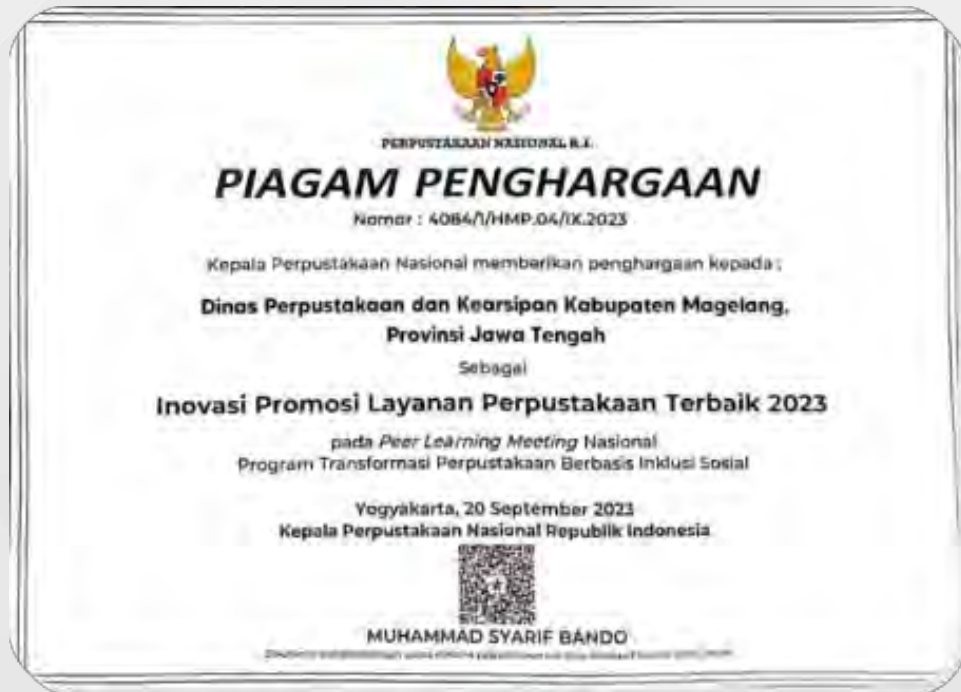 PERPUSTAKAAN NASIONAL R.I.
PIAGAM PENGHARGAAN
Nomor : 4084/1/HMP.04/IX.2023
Kepala Perpustakaan Nasional memberikan penghargaan kepada :
Dinas Perpustakaan dan Kearsipan Kabupaten Magelang,
Provinsi Jawa Tengah
Sebagai
Inovasi Promosi Layanan Perpustakaan Terbaik 2023
pada Peer Learning Meeting Nasional
Program Transformasi Perpustakaan Berbasis Inklusi Sosial
Yogyakarta, 20 September 2023
Kepala Perpustakaan Nasional Republik Indonesia
MUHAMMAD SYARIF BANDO